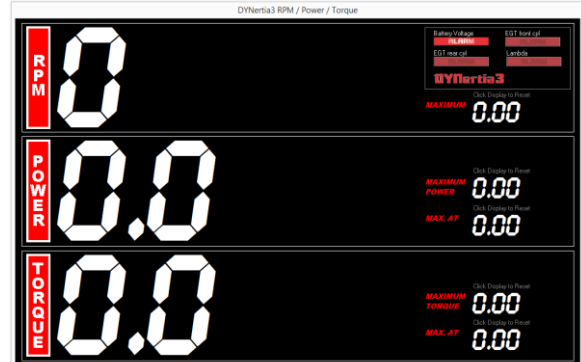 DYNertia3 RPM / Power / Torque
RPM
0
Battery Voltage
EGT front cyl
ALARM
EGT rear cyl
Lambda
DYNertia3
Click Display to Reset
MAXIMUM
0.00
POWER
0.0
Click Display to Reset
MAXIMUM
POWER
0.00
Click Display to Reset
MAX. AT
0.00
TORQUE
0.0
Click Display to Reset
MAXIMUM
TORQUE
0.00
Click Display to Reset
MAX. AT
0.00